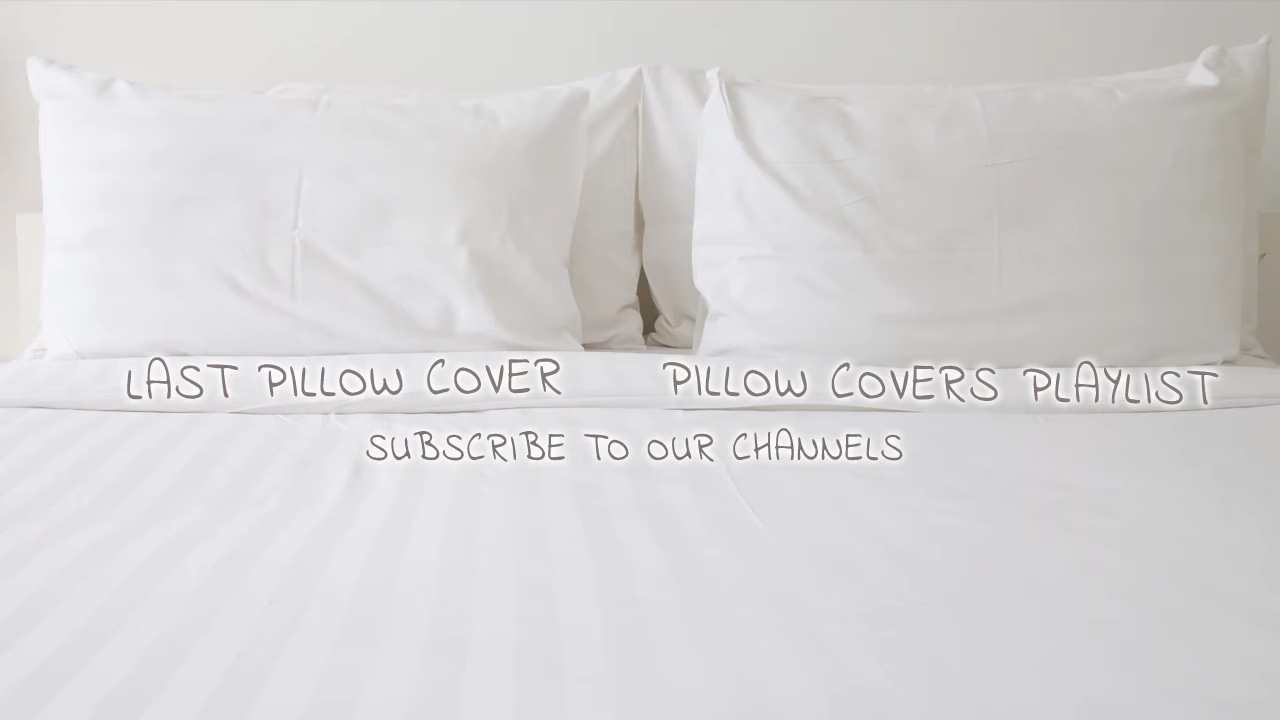 LAST PILLOW COVER
PILLOW COVERS PLAYLIST
SUBSCRIBE TO OUR CHANNELS